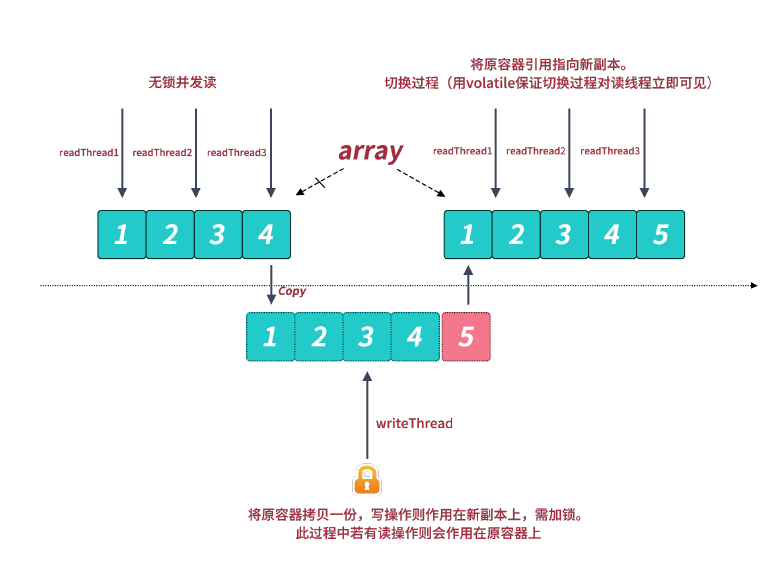 无锁并发读
将原容器引用指向新副本。
切换过程（用volatile保证切换过程对读线程立即可见）
readThread1 readThread2 readThread3
array
readThread1 readThread2 readThread3
1 2 3 4
1 2 3 4 5
Copy
1 2 3 4 5
writeThread
将原容器拷贝一份，写操作则作用在新副本上，需加锁。
此过程中若有读操作则会作用在原容器上